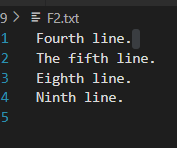 9 > F2.txt
1 Fourth line.
2 The fifth line.
3 Eighth line.
4 Ninth line.
5